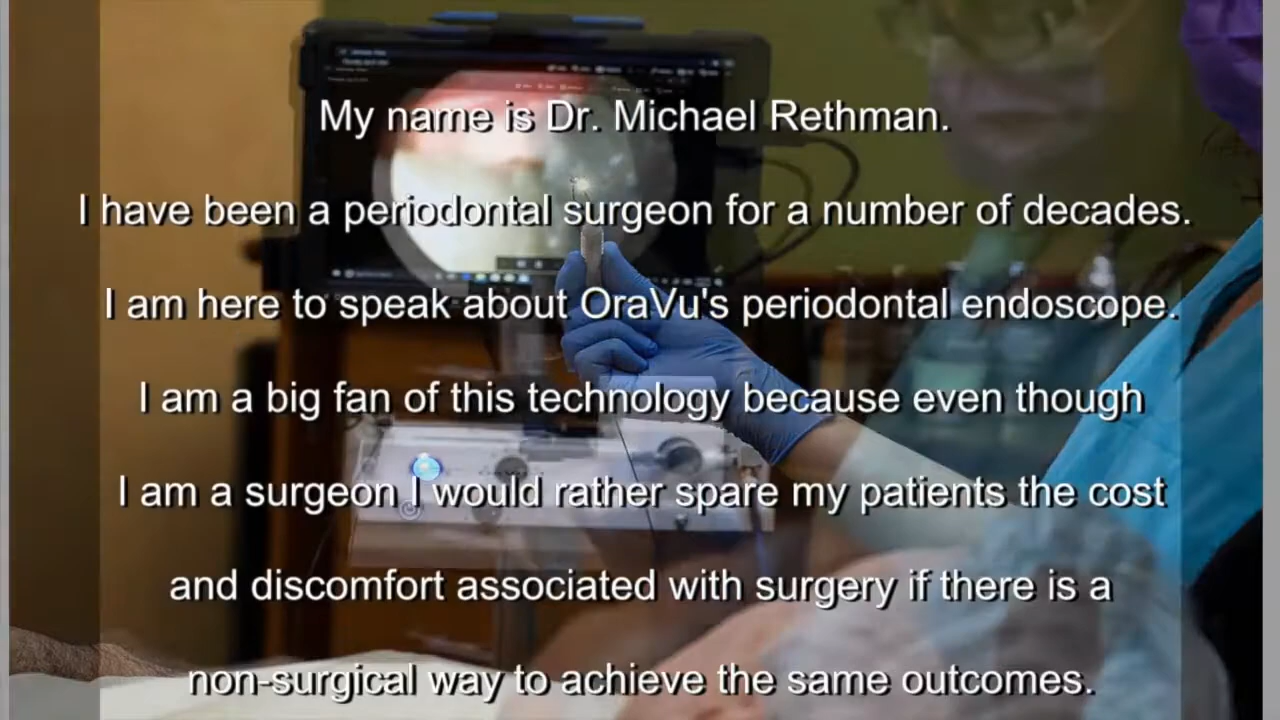 My name is Dr. Michael Rethman.
I have been a periodontal surgeon for a number of decades.
I am here to speak about OraVu's periodontal endoscope.
I am a big fan of this technology because even though
I am a surgeon I would rather spare my patients the cost
and discomfort associated with surgery if there is a
non-surgical way to achieve the same outcomes.